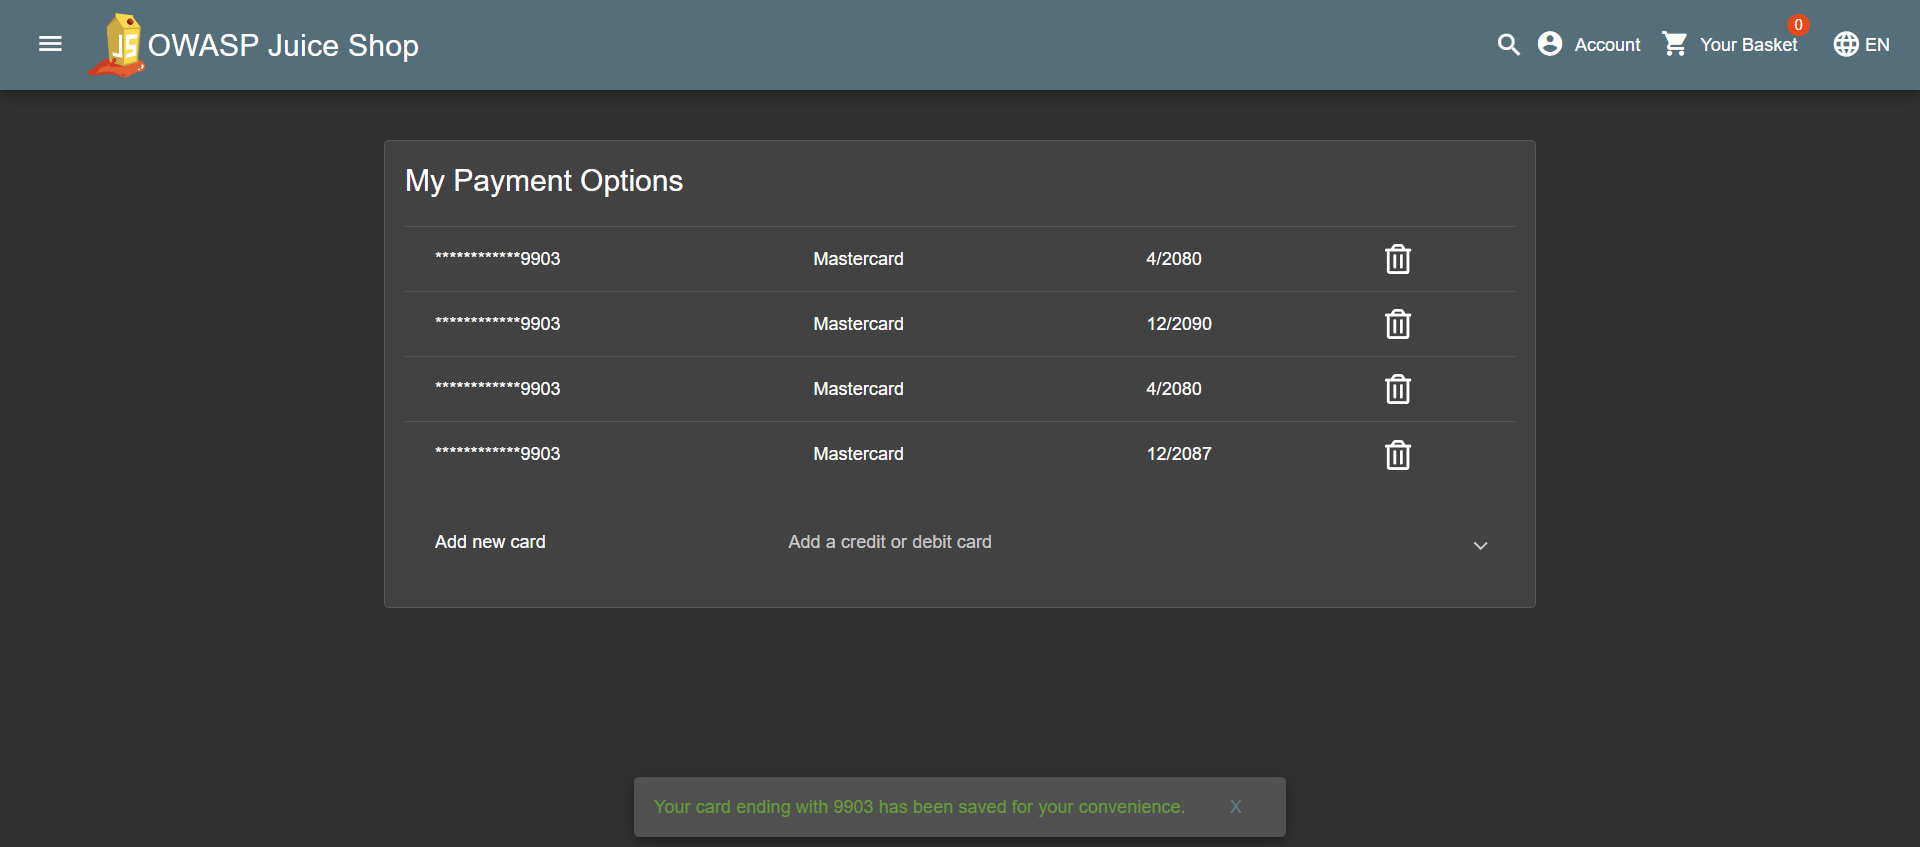 JS OWASP Juice Shop Account Your Basket 0 EN
My Payment Options
************9903 Mastercard 4/2080
************9903 Mastercard 12/2090
************9903 Mastercard 4/2080
************9903 Mastercard 12/2087
Add new card Add a credit or debit card
Your card ending with 9903 has been saved for your convenience. X